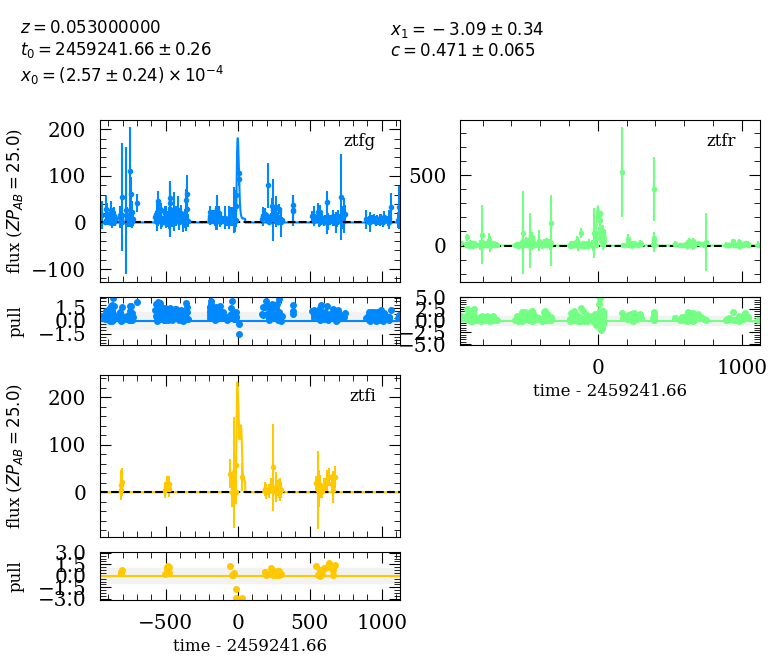 z = 0.053000000
t₀ = 2459241.66 ± 0.26
x₀ = (2.57 ± 0.24) × 10⁻⁴
x₁ = −3.09 ± 0.34
c = 0.471 ± 0.065
ztfg
flux (ZP_AB = 25.0)
200
100
0
−100
pull
1.5
0.0
−1.5
ztfr
500
0
5.0
2.5
0.0
−2.5
−5.0
0
1000
time - 2459241.66
ztfi
flux (ZP_AB = 25.0)
200
100
0
pull
3.0
1.5
0.0
−1.5
−3.0
−500
0
500
1000
time - 2459241.66